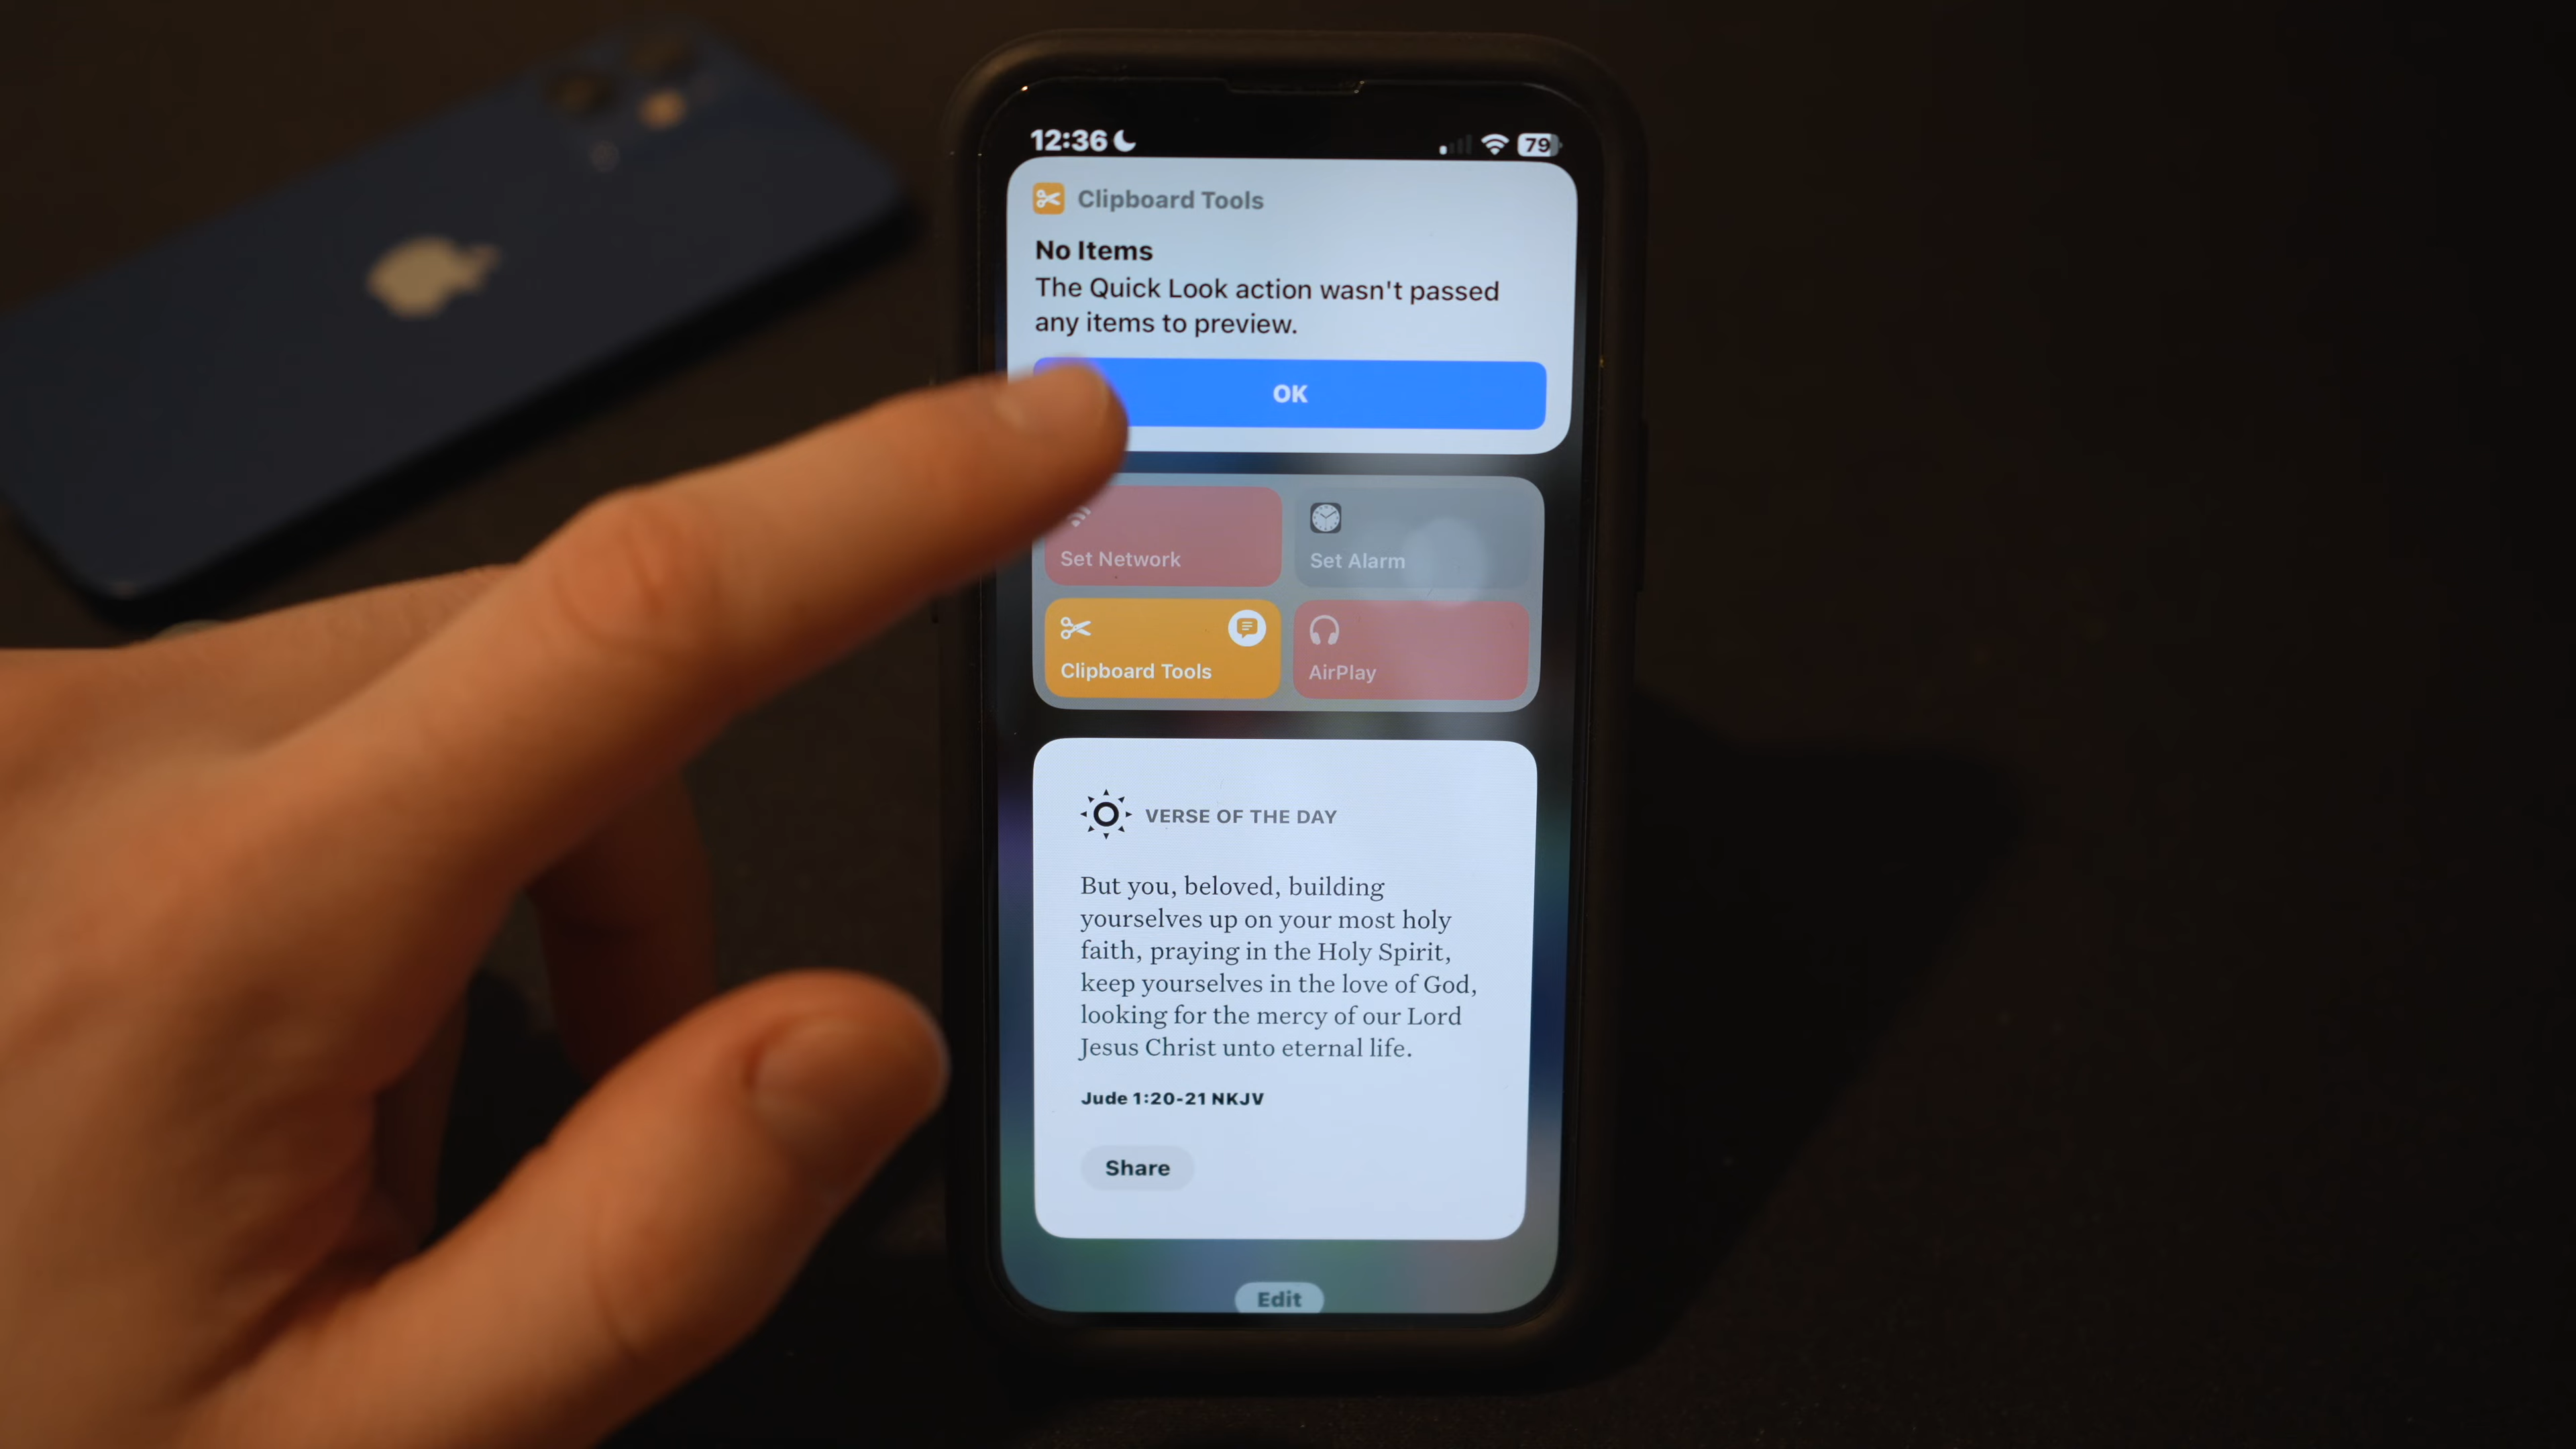 12:36
79
Clipboard Tools
No Items
The Quick Look action wasn't passed
any items to preview.
OK
Set Network
Set Alarm
Clipboard Tools
AirPlay
VERSE OF THE DAY
But you, beloved, building
yourselves up on your most holy
faith, praying in the Holy Spirit,
keep yourselves in the love of God,
looking for the mercy of our Lord
Jesus Christ unto eternal life.
Jude 1:20-21 NKJV
Share
Edit